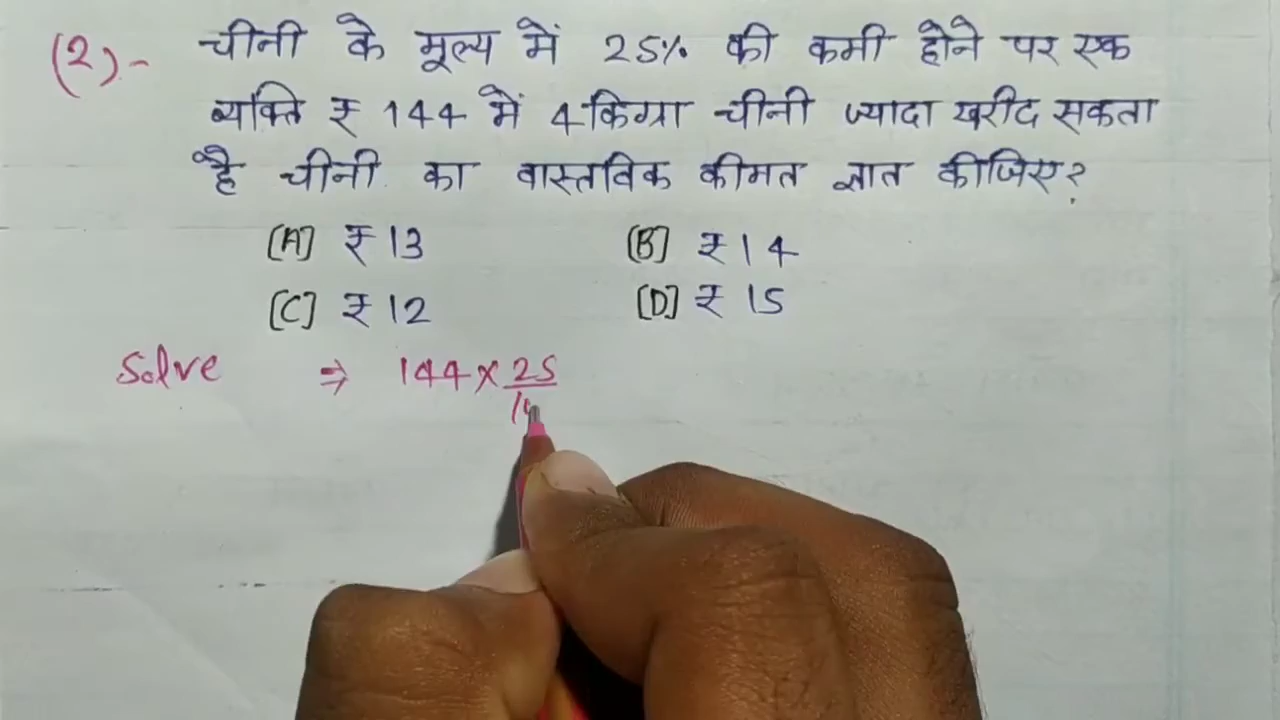 (2).- चीनी के मूल्य में 25% की कमी होने पर एक
व्यक्ति ₹ 144 में 4 किग्रा चीनी ज्यादा खरीद सकता
है चीनी का वास्तविक कीमत ज्ञात कीजिए?
[A] ₹ 13 [B] ₹ 14
[C] ₹ 12 [D] ₹ 15
Solve ⇒ 144 × 25/10